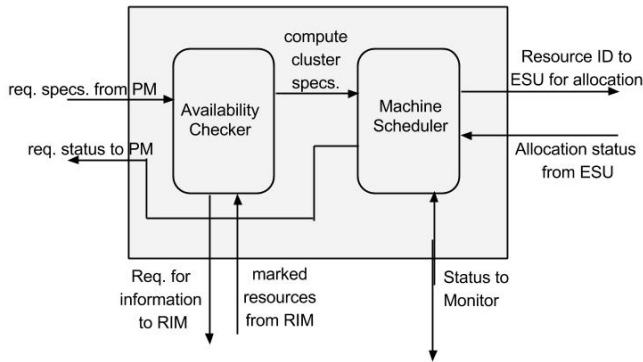 compute
cluster
specs.
Resource ID to
ESU for allocation
req. specs. from PM
Availability
Checker
Machine
Scheduler
req. status to PM
Allocation status
from ESU
Req. for
information
to RIM
marked
resources
from RIM
Status to
Monitor